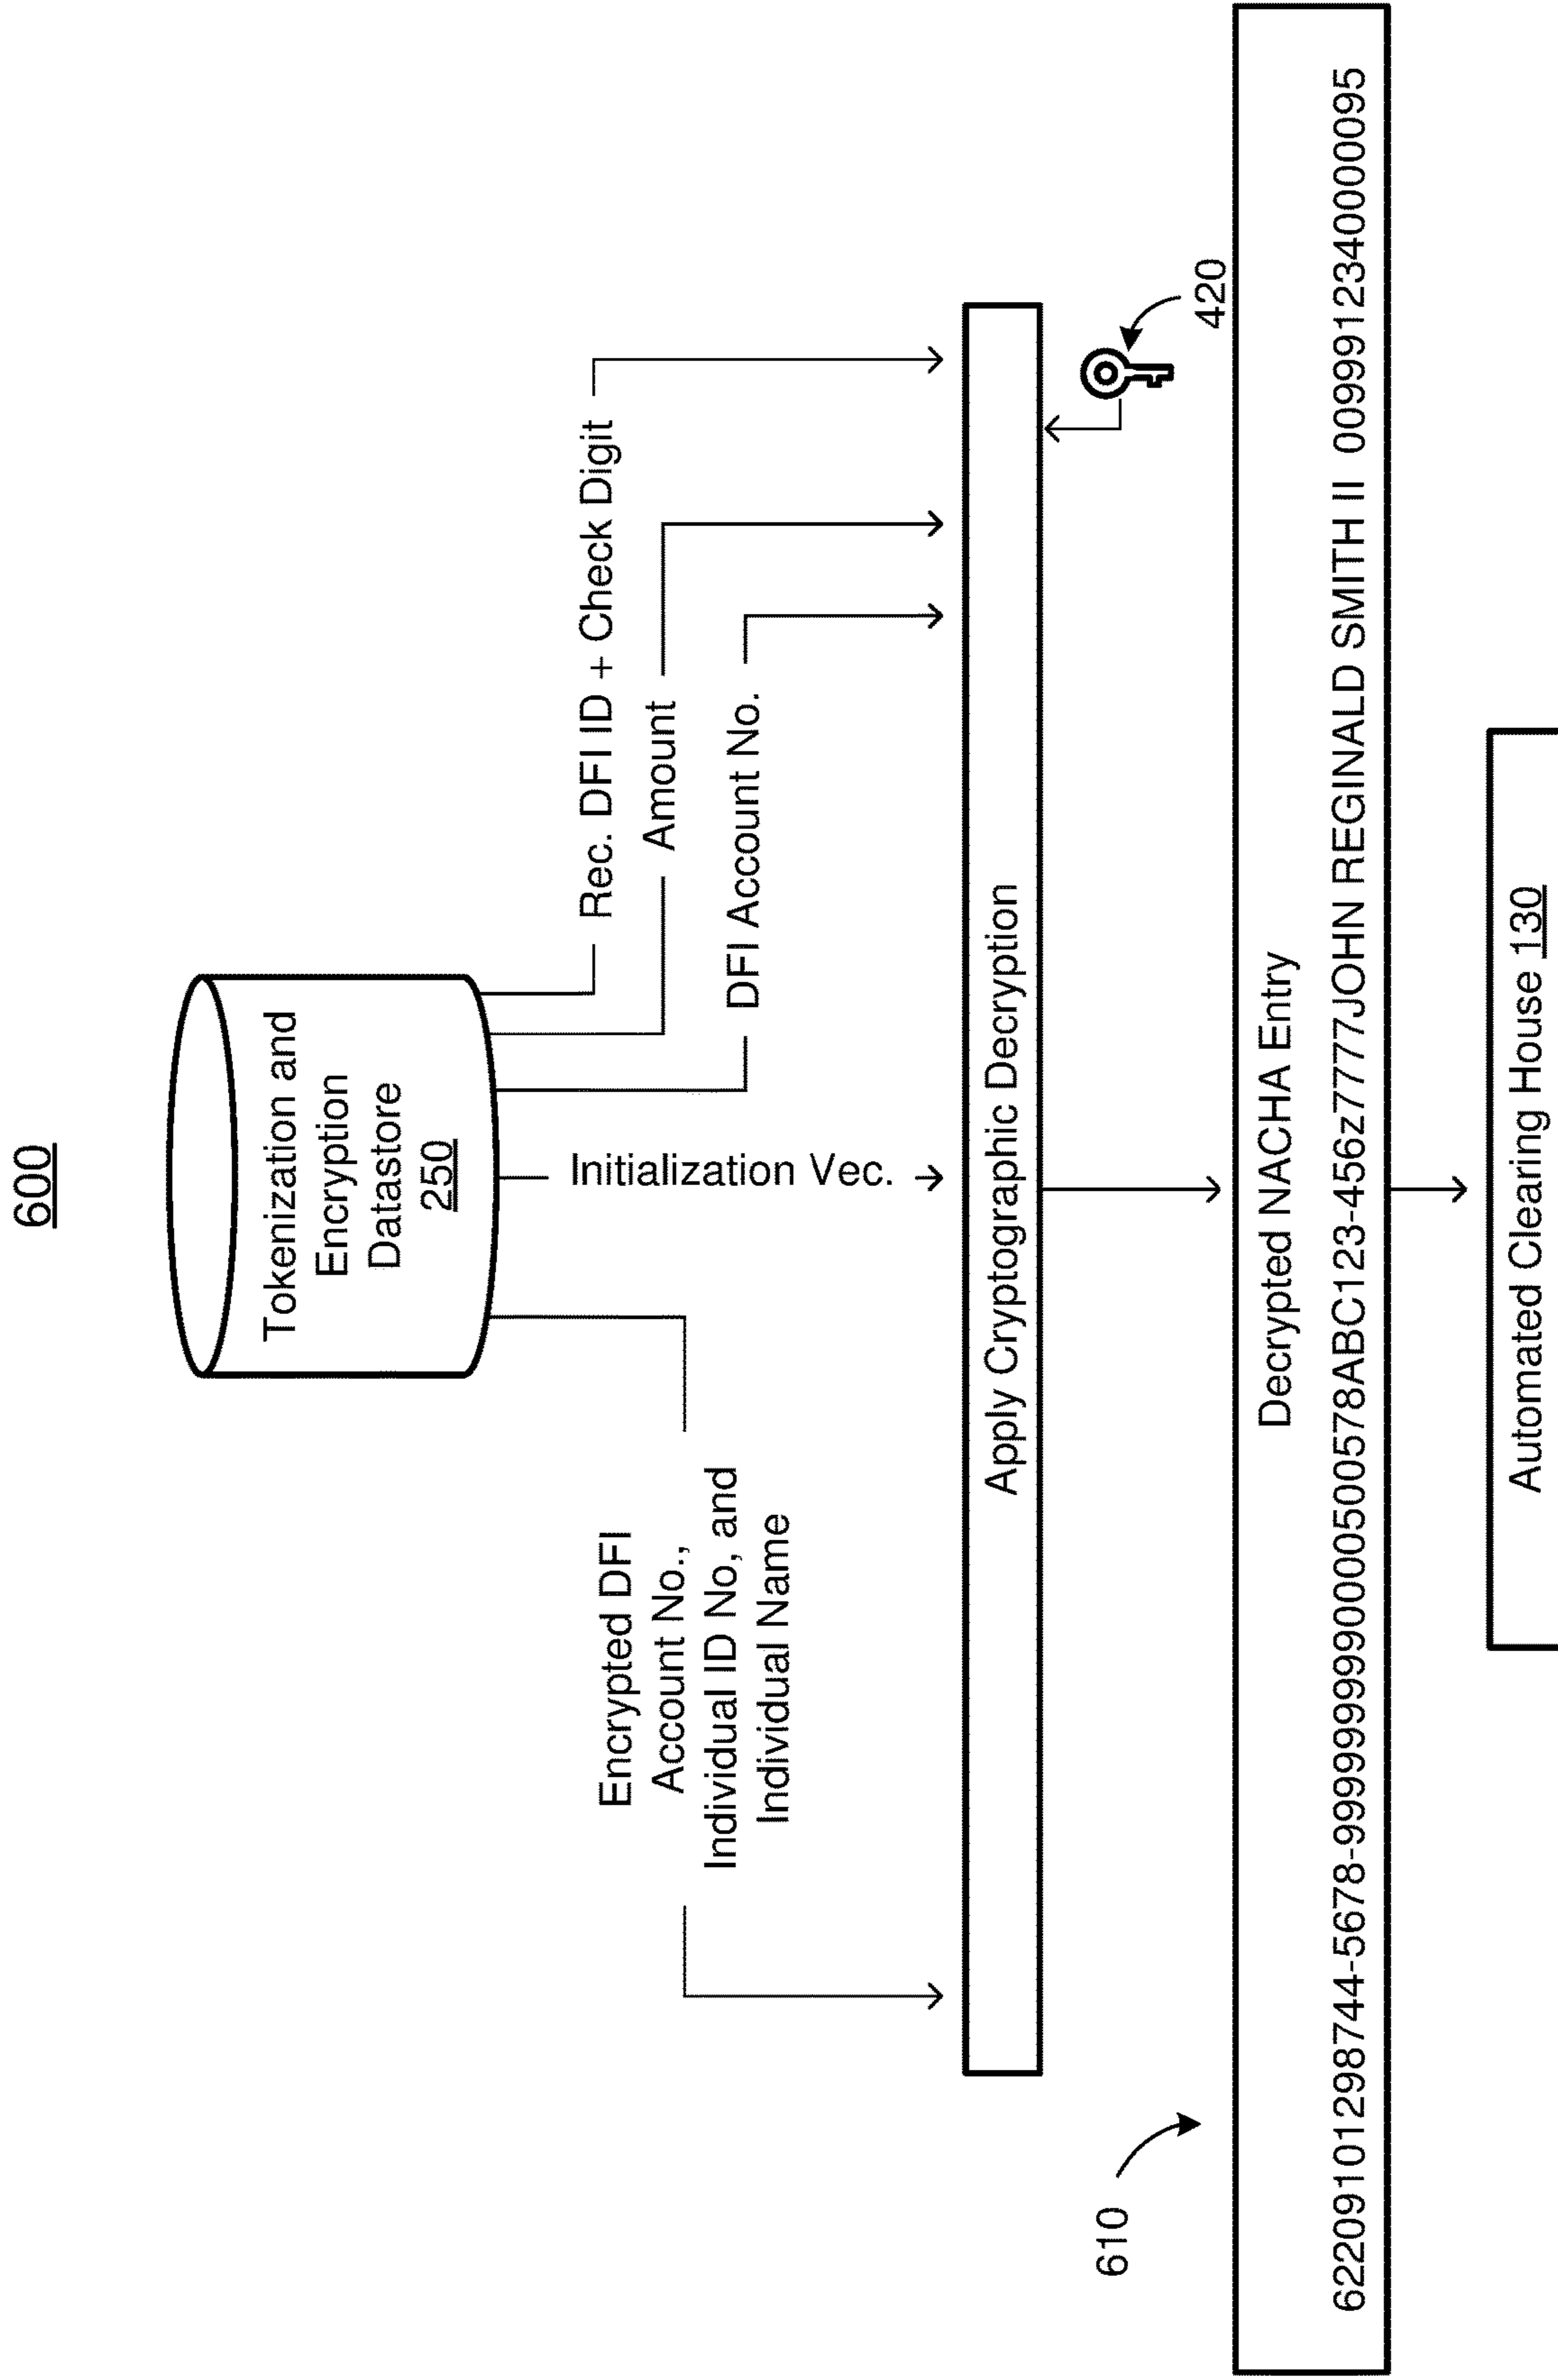 600
Tokenization and
Encryption
Datastore
250
Encrypted DFI
Account No.,
Individual ID No, and
Individual Name
Initialization Vec.
DFI Account No.
Amount
Rec. DFI ID + Check Digit
Apply Cryptographic Decryption
420
610
Decrypted NACHA Entry
62209101298744-5678-9999999990000500578ABC123-456z7777JOHN REGINALD SMITH II 0099912340000095
Automated Clearing House 130